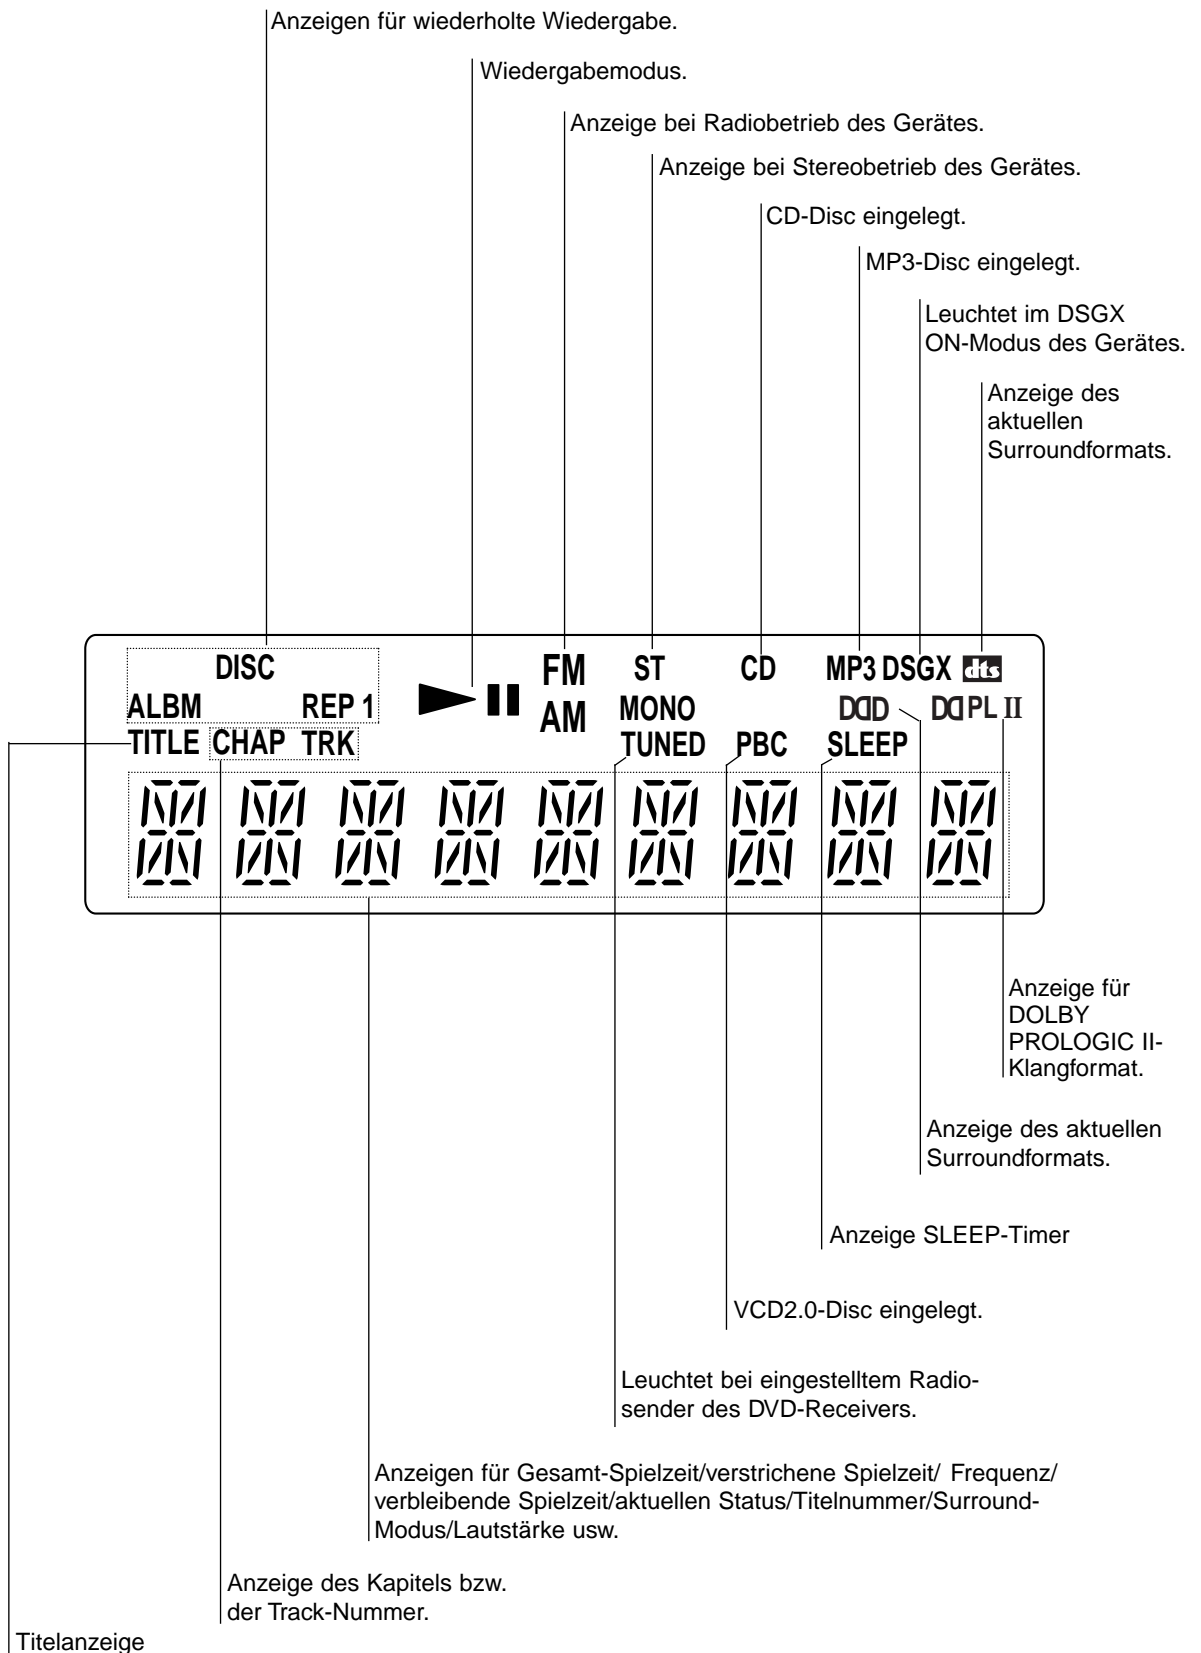 Anzeigen für wiederholte Wiedergabe.
Wiedergabemodus.
Anzeige bei Radiobetrieb des Gerätes.
Anzeige bei Stereobetrieb des Gerätes.
CD-Disc eingelegt.
MP3-Disc eingelegt.
Leuchtet im DSGX
ON-Modus des Gerätes.
Anzeige des
aktuellen
Surroundformats.
DISC FM ST CD MP3 DSGX dts
ALBM REP 1 AM MONO DD D DD PL II
TITLE CHAP TRK TUNED PBC SLEEP
Anzeige für
DOLBY
PROLOGIC II-
Klangformat.
Anzeige des aktuellen
Surroundformats.
Anzeige SLEEP-Timer
VCD2.0-Disc eingelegt.
Leuchtet bei eingestelltem Radio-
sender des DVD-Receivers.
Anzeigen für Gesamt-Spielzeit/verstrichene Spielzeit/ Frequenz/
verbleibende Spielzeit/aktuellen Status/Titelnummer/Surround-
Modus/Lautstärke usw.
Anzeige des Kapitels bzw.
der Track-Nummer.
Titelanzeige